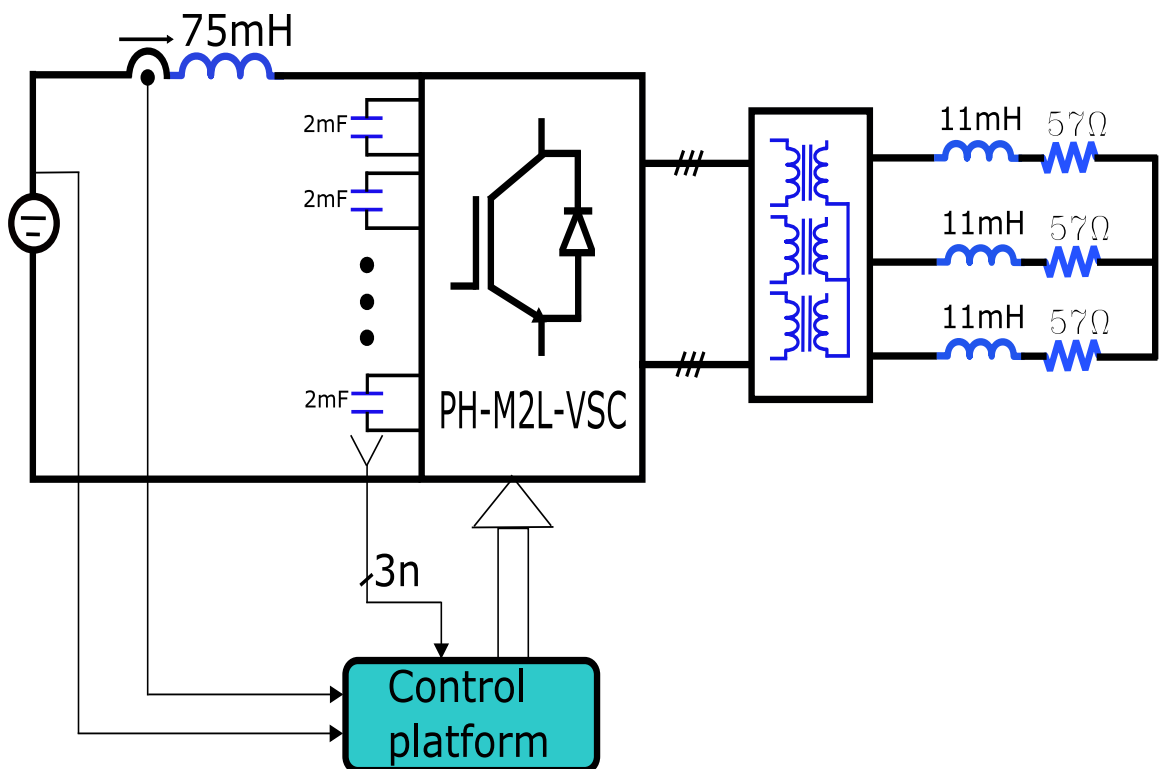 75mH
2mF
2mF
2mF
PH-M2L-VSC
11mH 57Ω
11mH 57Ω
11mH 57Ω
3n
Control
platform